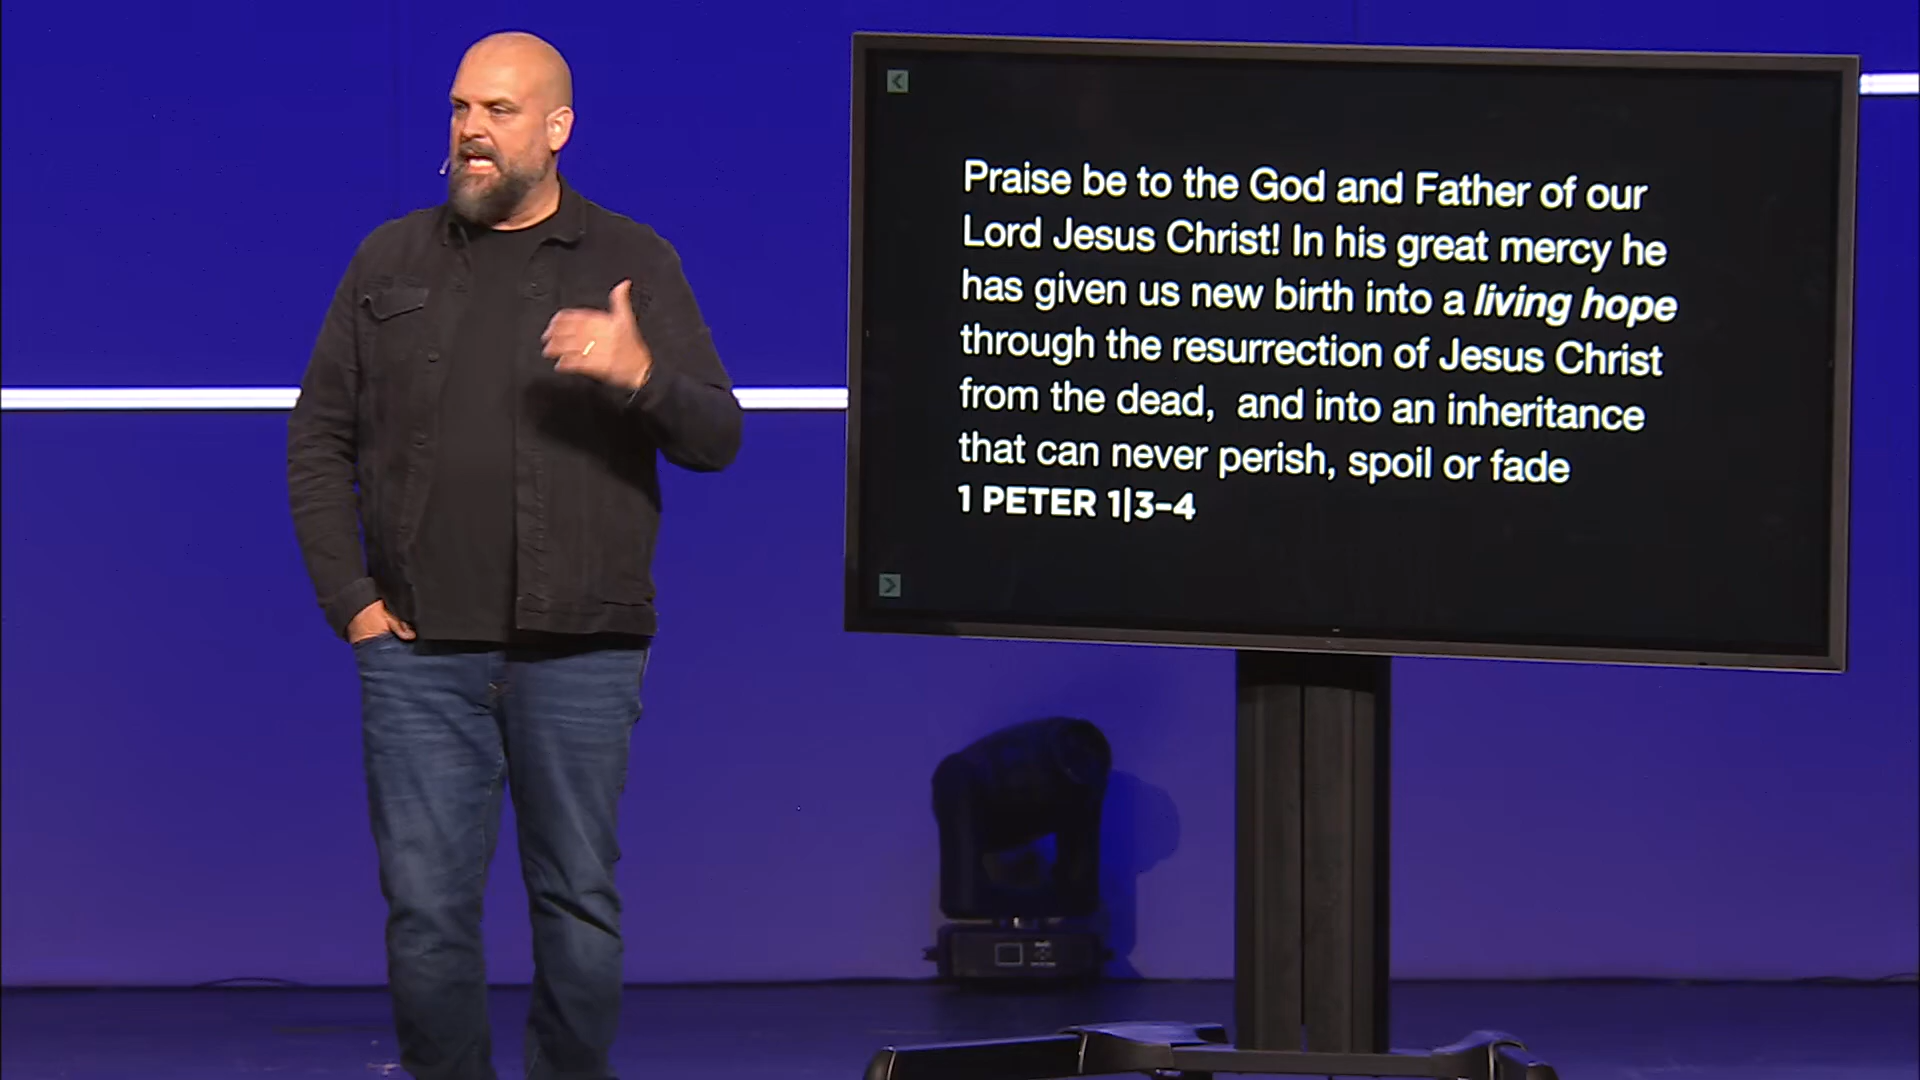 Praise be to the God and Father of our
Lord Jesus Christ! In his great mercy he
has given us new birth into a living hope
through the resurrection of Jesus Christ
from the dead, and into an inheritance
that can never perish, spoil or fade
1 PETER 1|3–4